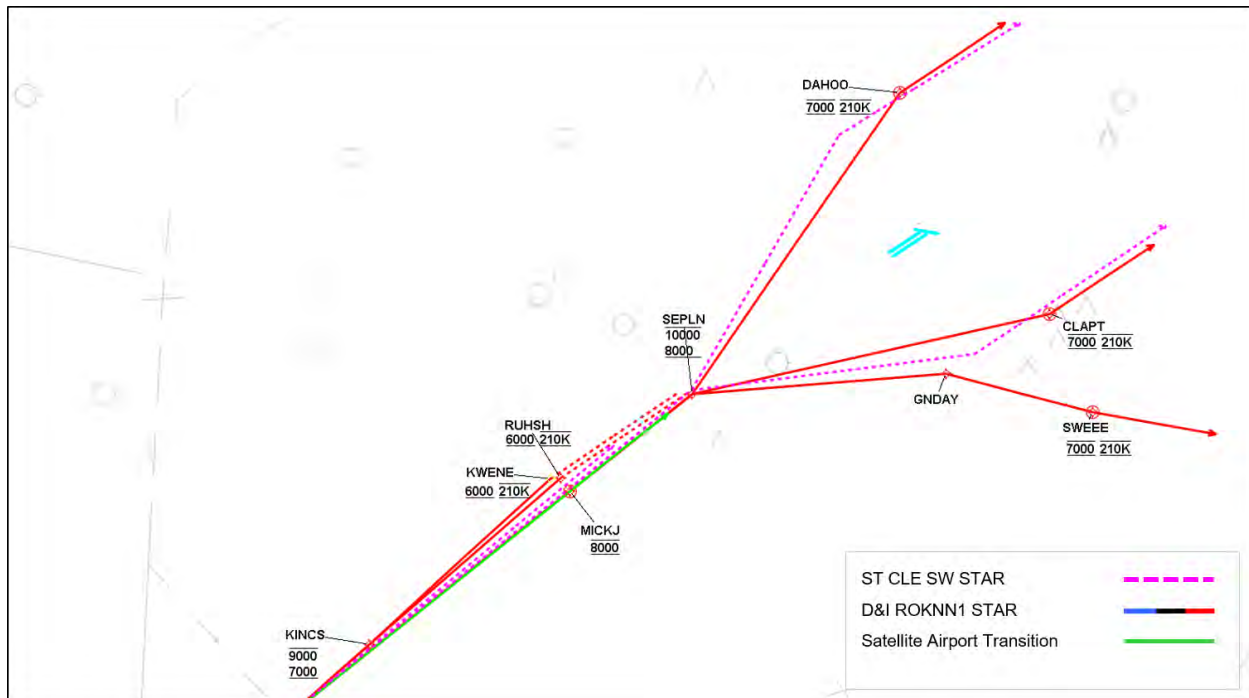 DAHOO
7000 210K
SEPLN
10000
8000
CLAPT
7000 210K
GNDAY
SWEEE
7000 210K
RUHSH
6000 210K
KWENE
6000 210K
MICKJ
8000
KINCS
9000
7000
ST CLE SW STAR
D&I ROKNN1 STAR
Satellite Airport Transition